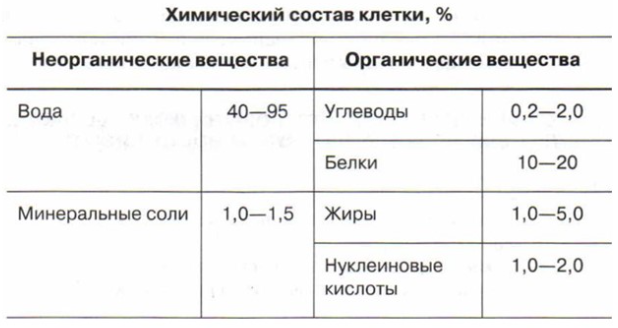 Химический состав клетки, %
Неорганические вещества
Органические вещества
Вода 40—95
Углеводы 0,2—2,0
Белки 10—20
Минеральные соли 1,0—1,5
Жиры 1,0—5,0
Нуклеиновые
кислоты 1,0—2,0